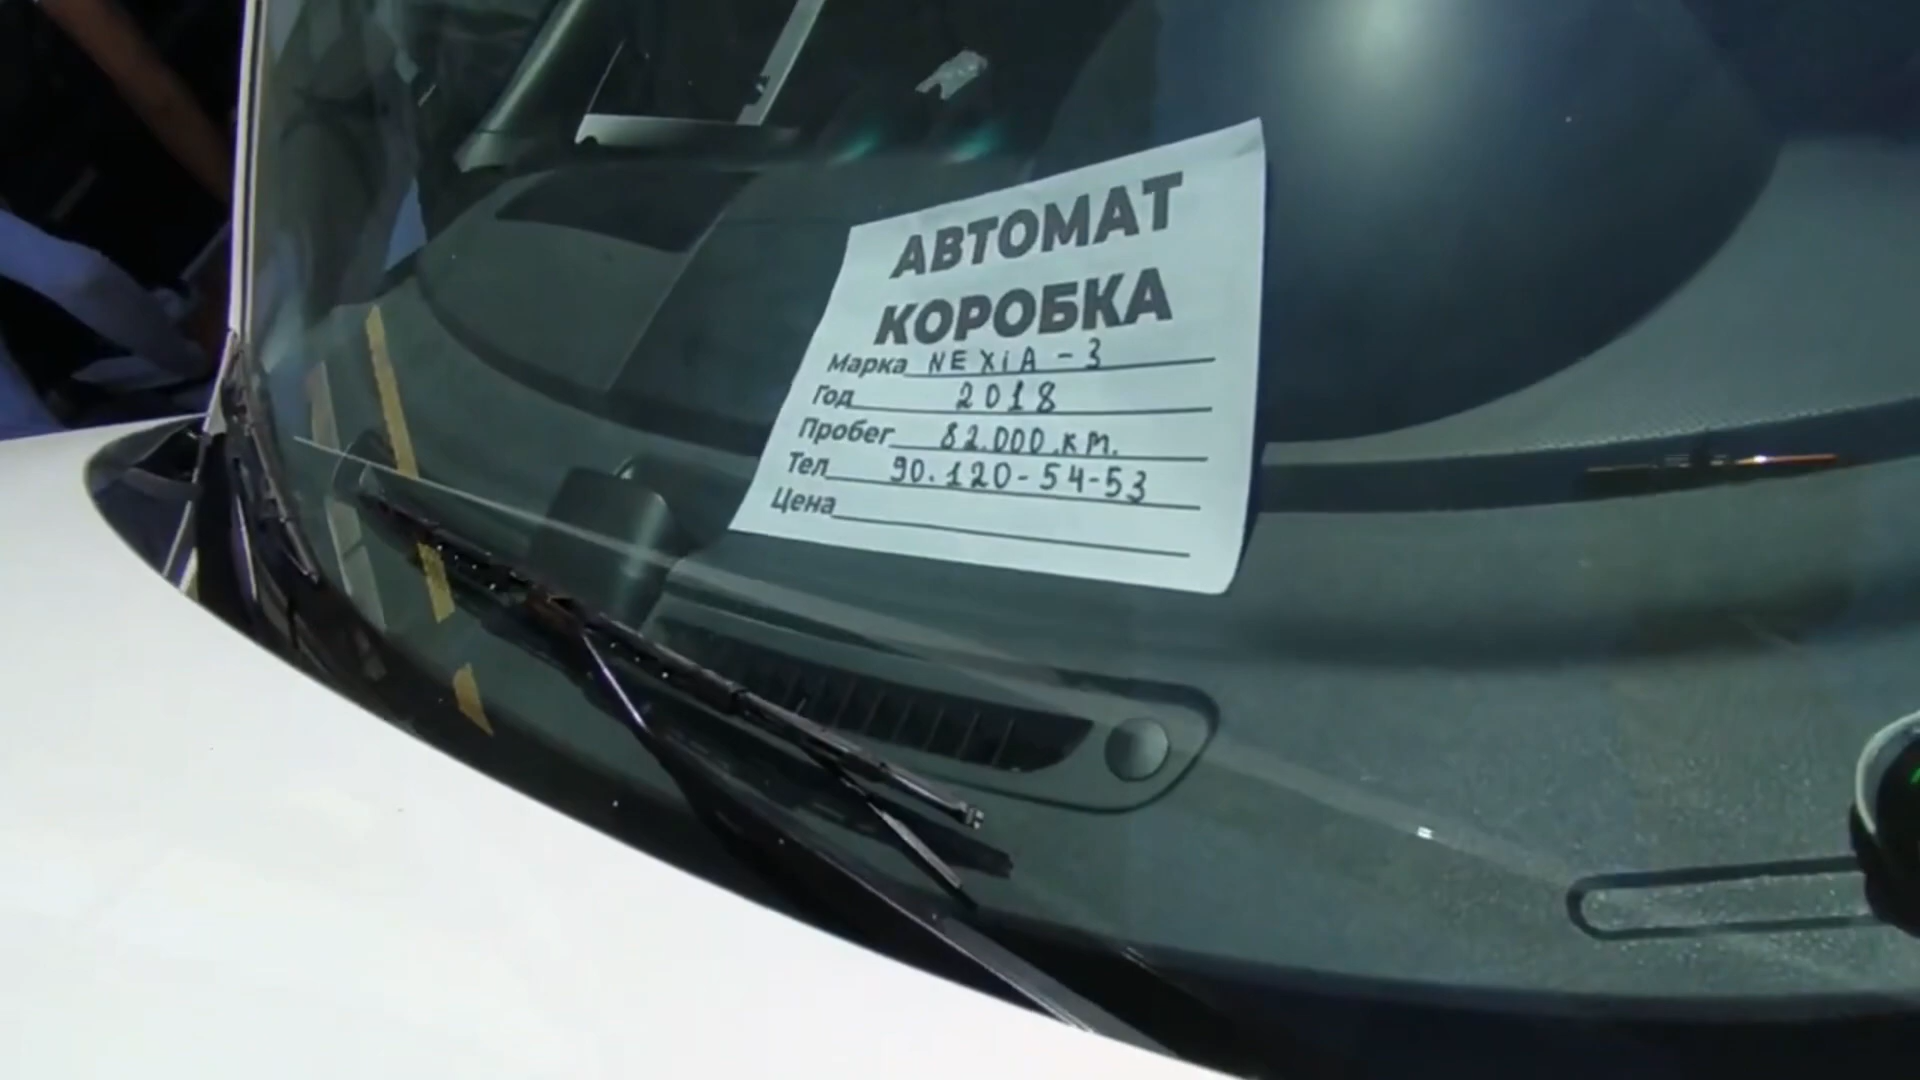 АВТОМАТ
КОРОБКА
Марка NEXiA - 3
Год 2018
Пробег 82.000.км.
Тел 90.120-54-53
Цена